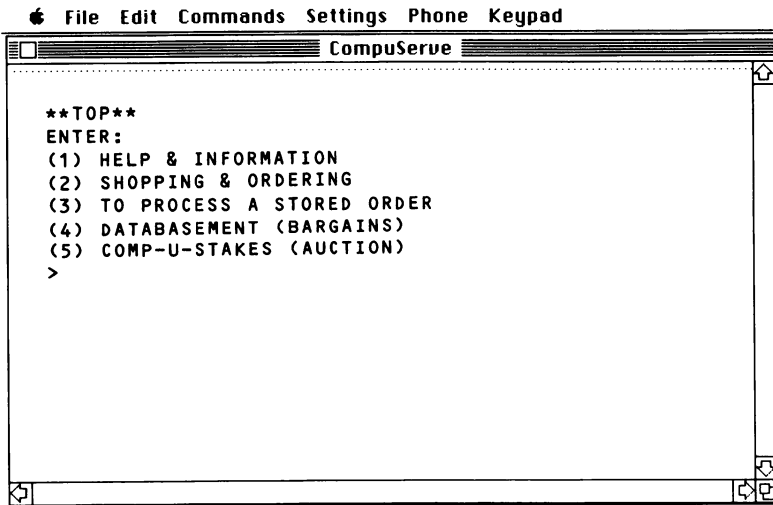 File Edit Commands Settings Phone Keypad
CompuServe
**TOP**
ENTER:
(1) HELP & INFORMATION
(2) SHOPPING & ORDERING
(3) TO PROCESS A STORED ORDER
(4) DATABASEMENT (BARGAINS)
(5) COMP-U-STAKES (AUCTION)
>